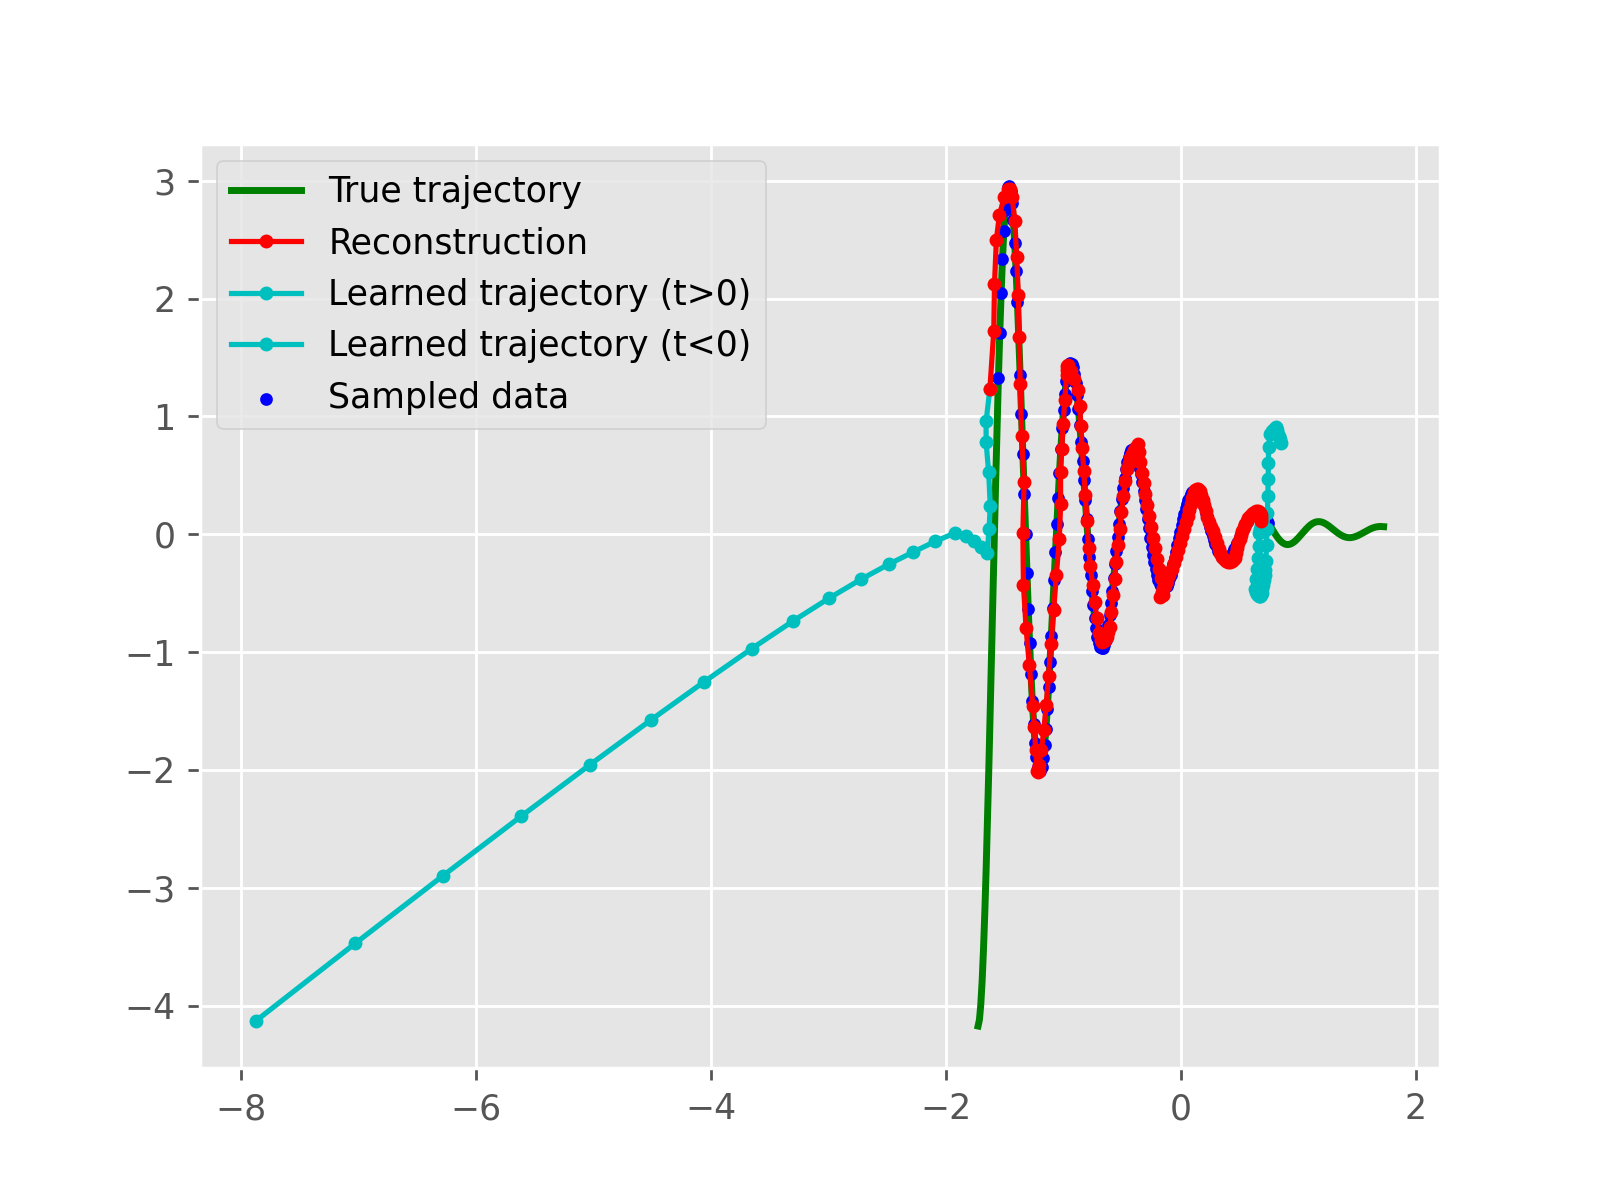 True trajectory
Reconstruction
Learned trajectory (t>0)
Learned trajectory (t<0)
Sampled data
3
2
1
0
−1
−2
−3
−4
−8 −6 −4 −2 0 2